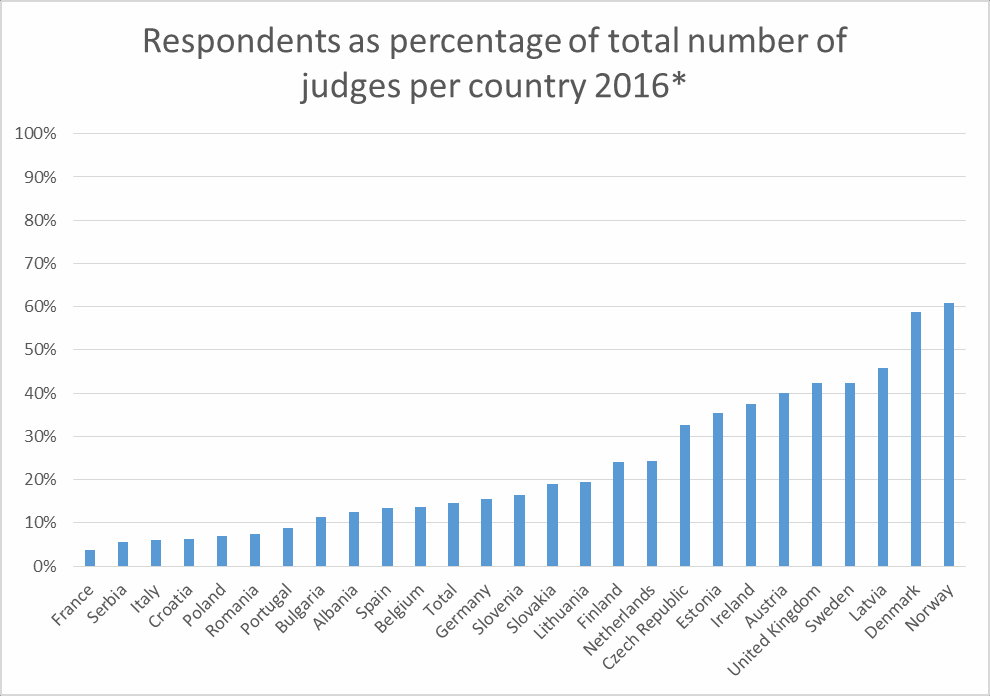 Respondents as percentage of total number of
judges per country 2016*
100%
90%
80%
70%
60%
50%
40%
30%
20%
10%
0%
France
Serbia
Italy
Croatia
Poland
Romania
Portugal
Bulgaria
Albania
Spain
Belgium
Total
Germany
Slovenia
Slovakia
Lithuania
Finland
Netherlands
Czech Republic
Estonia
Ireland
Austria
United Kingdom
Sweden
Latvia
Denmark
Norway